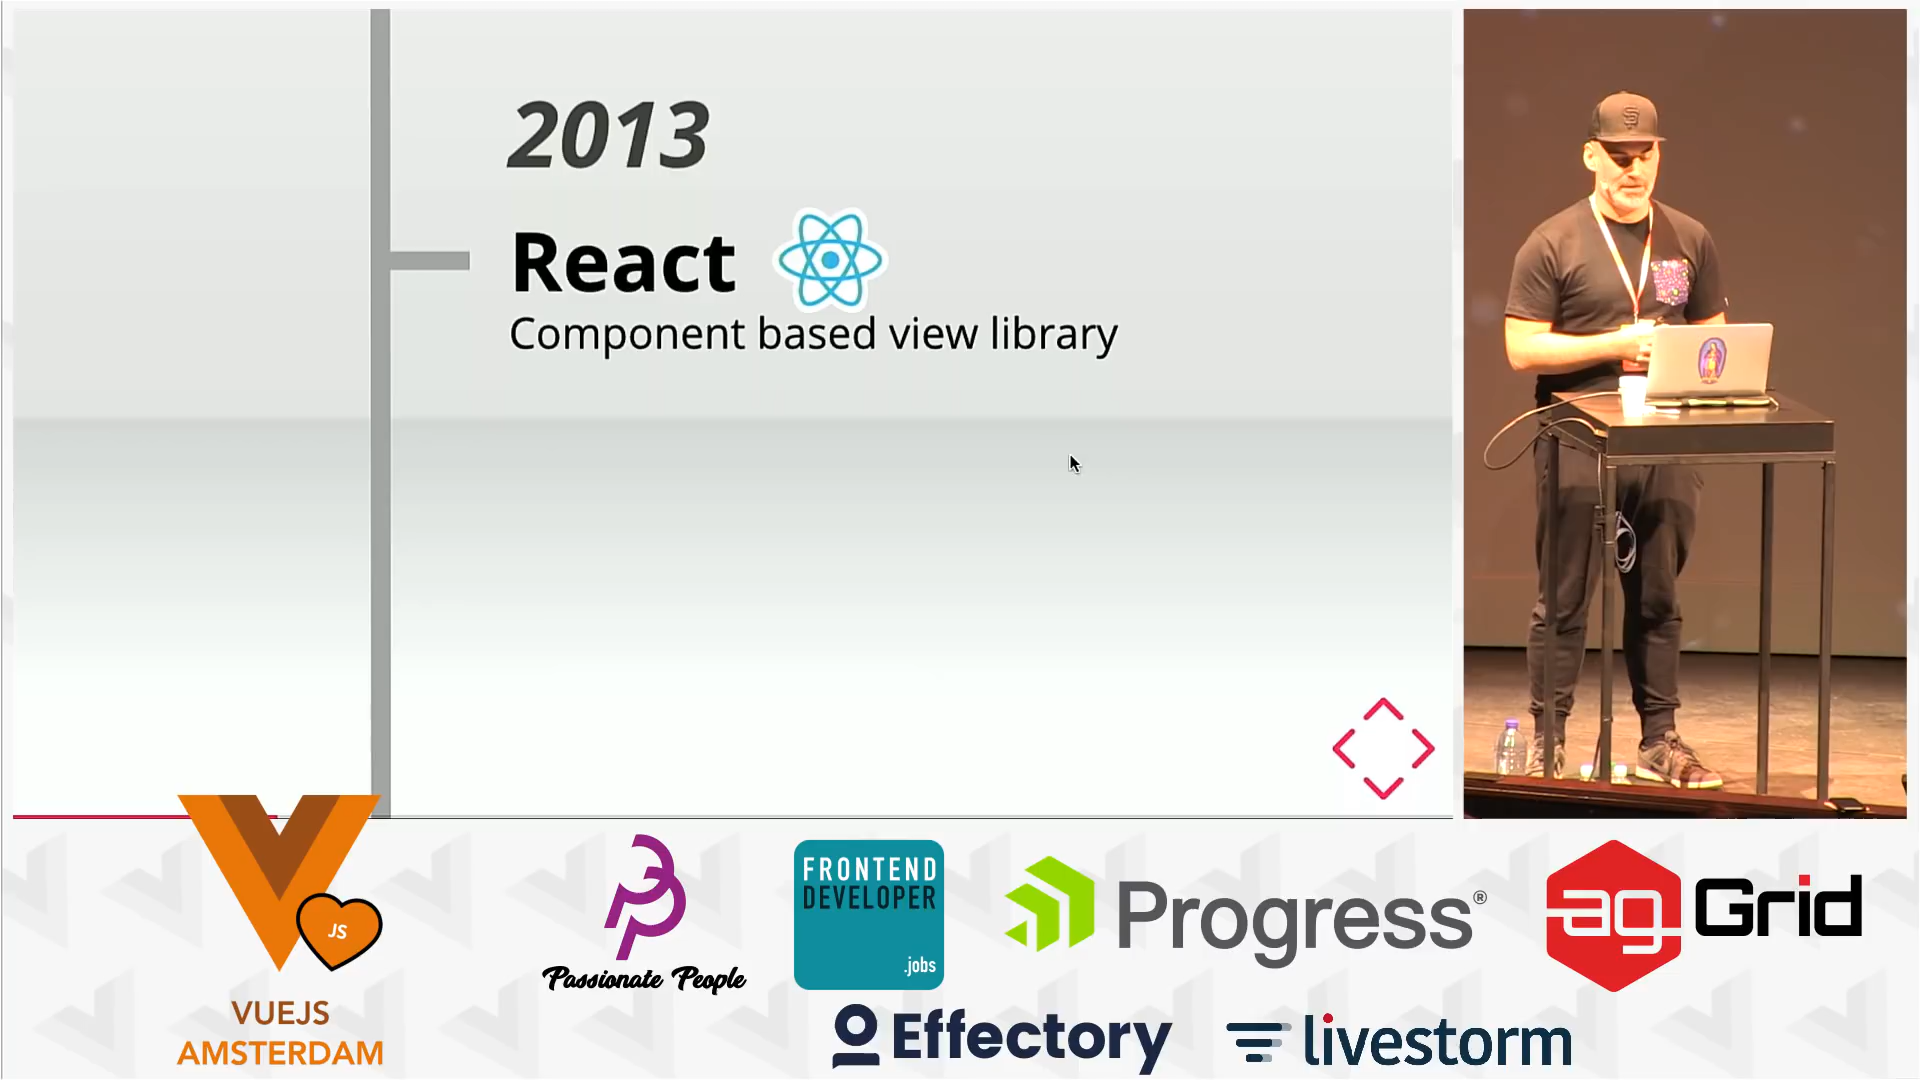 2013
React
Component based view library
JS
VUEJS
AMSTERDAM
Passionate People
FRONTEND
DEVELOPER
.jobs
Progress®
ag Grid
Effectory
livestorm